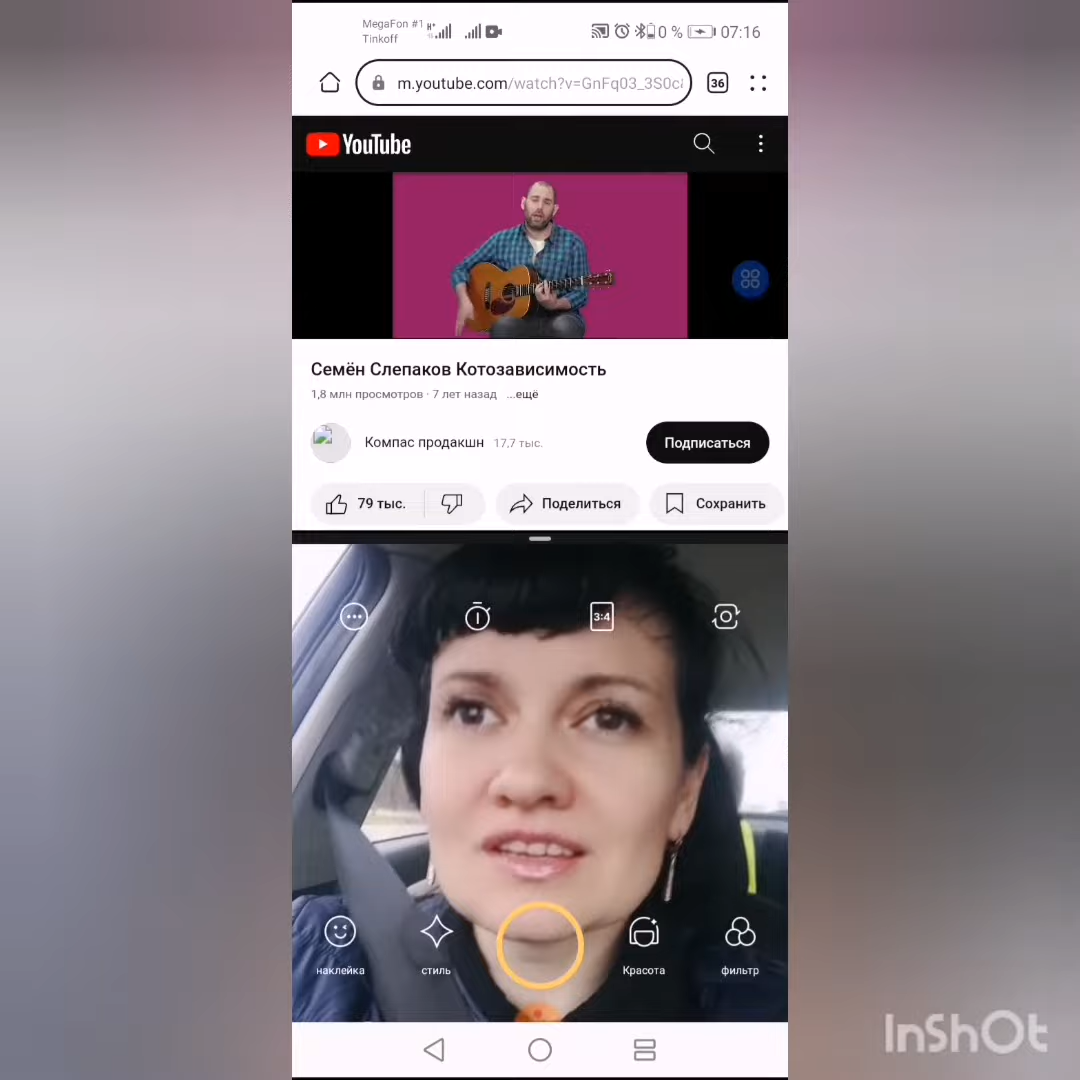 MegaFon #1
Tinkoff
0 %
07:16
m.youtube.com/watch?v=GnFq03_3S0c
36
YouTube
Семён Слепаков Котозависимость
1,8 млн просмотров · 7 лет назад ...ещё
Компас продакшн 17,7 тыс.
Подписаться
79 тыс.
Поделиться
Сохранить
3:4
наклейка
стиль
Красота
фильтр
InShOt